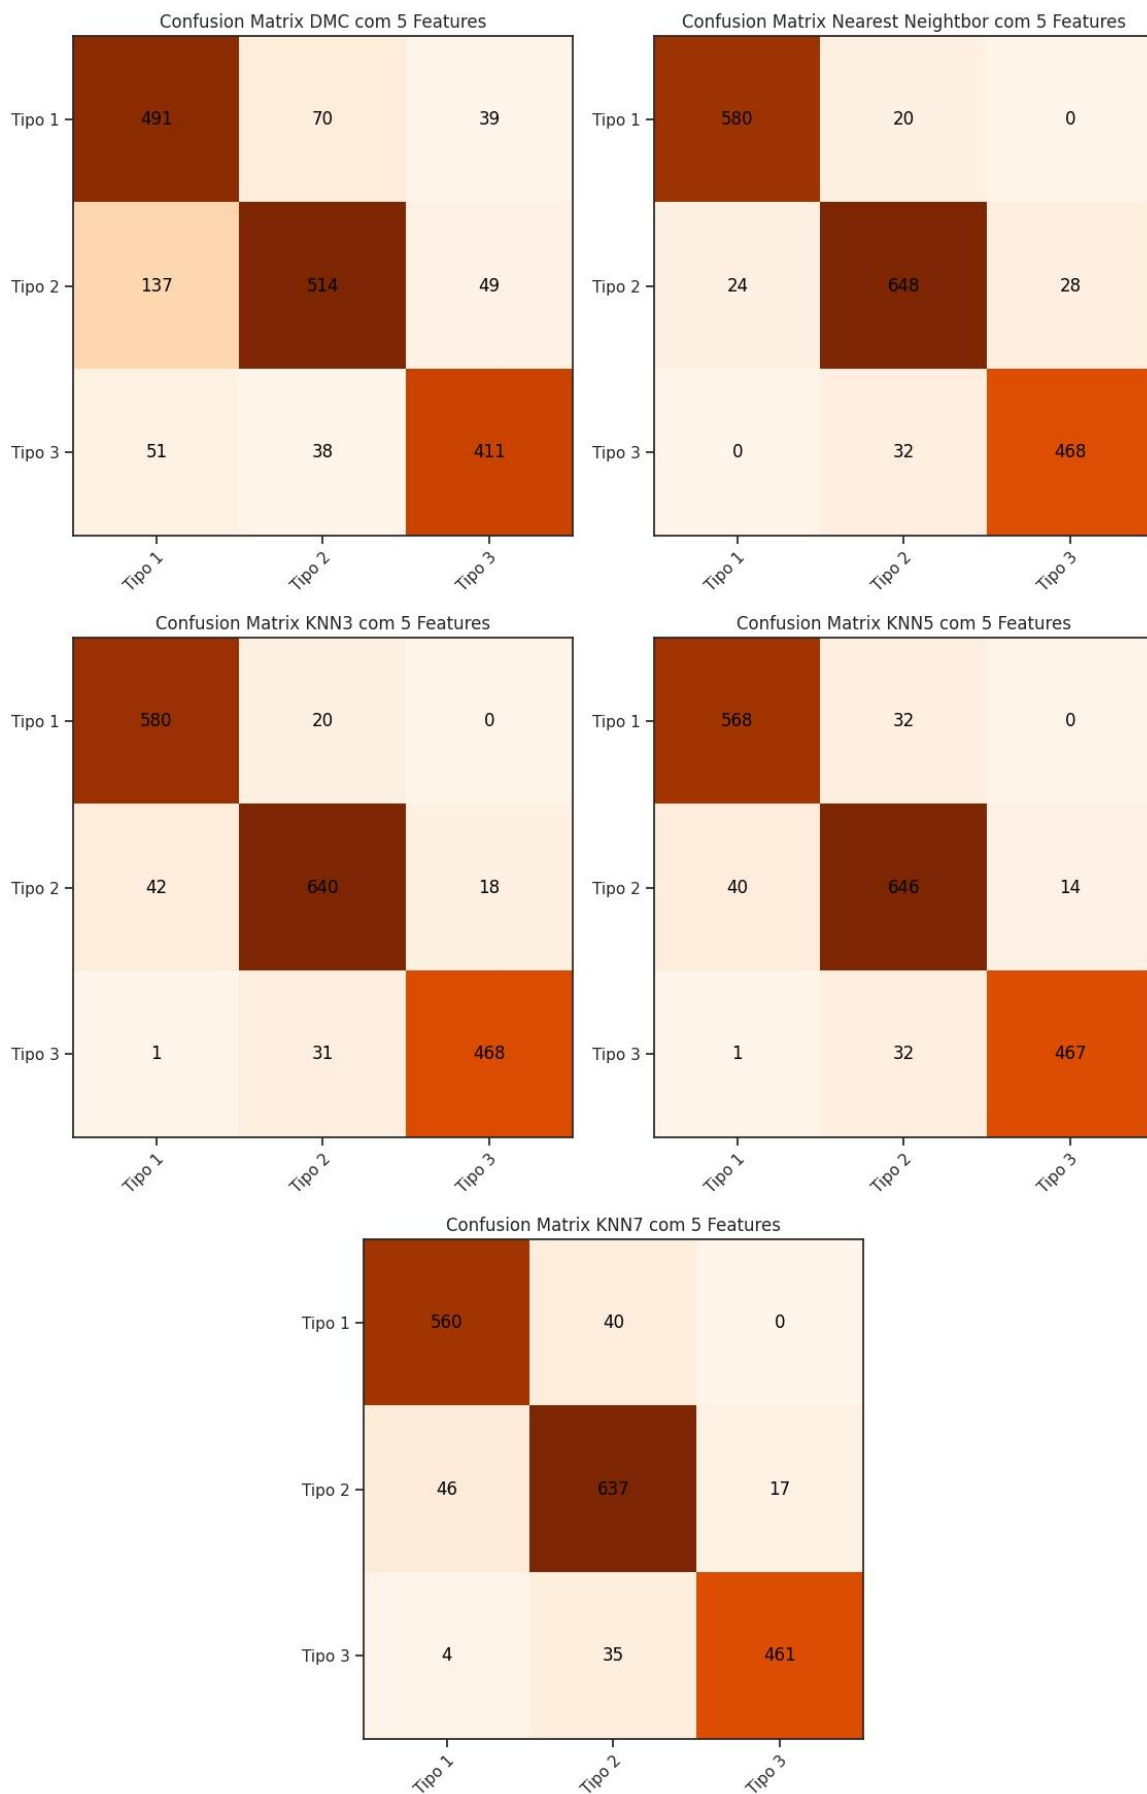 Confusion Matrix DMC com 5 Features
Tipo 1 491 70 39
Tipo 2 137 514 49
Tipo 3 51 38 411
Tipo 1 Tipo 2 Tipo 3
Confusion Matrix Nearest Neightbor com 5 Features
Tipo 1 580 20 0
Tipo 2 24 648 28
Tipo 3 0 32 468
Tipo 1 Tipo 2 Tipo 3
Confusion Matrix KNN3 com 5 Features
Tipo 1 580 20 0
Tipo 2 42 640 18
Tipo 3 1 31 468
Tipo 1 Tipo 2 Tipo 3
Confusion Matrix KNN5 com 5 Features
Tipo 1 568 32 0
Tipo 2 40 646 14
Tipo 3 1 32 467
Tipo 1 Tipo 2 Tipo 3
Confusion Matrix KNN7 com 5 Features
Tipo 1 560 40 0
Tipo 2 46 637 17
Tipo 3 4 35 461
Tipo 1 Tipo 2 Tipo 3